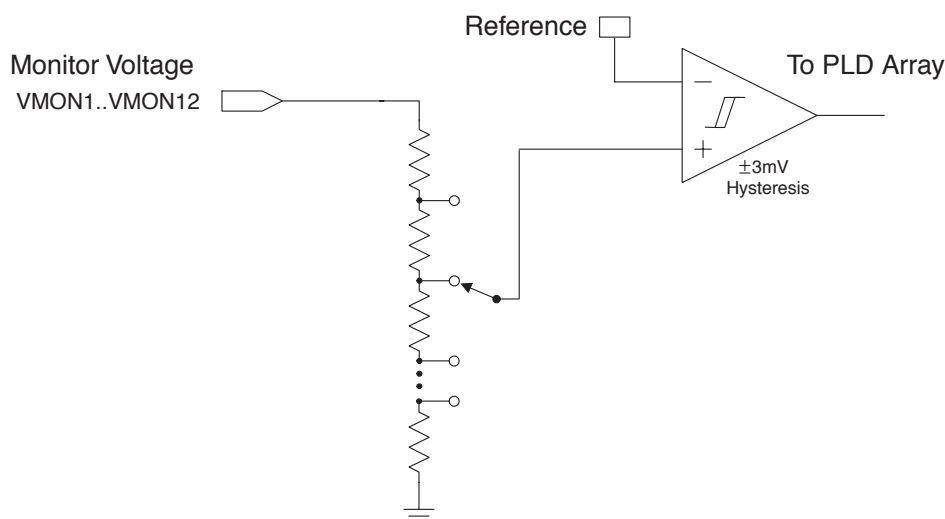 Reference
Monitor Voltage
VMON1..VMON12
To PLD Array
−
+
±3mV
Hysteresis